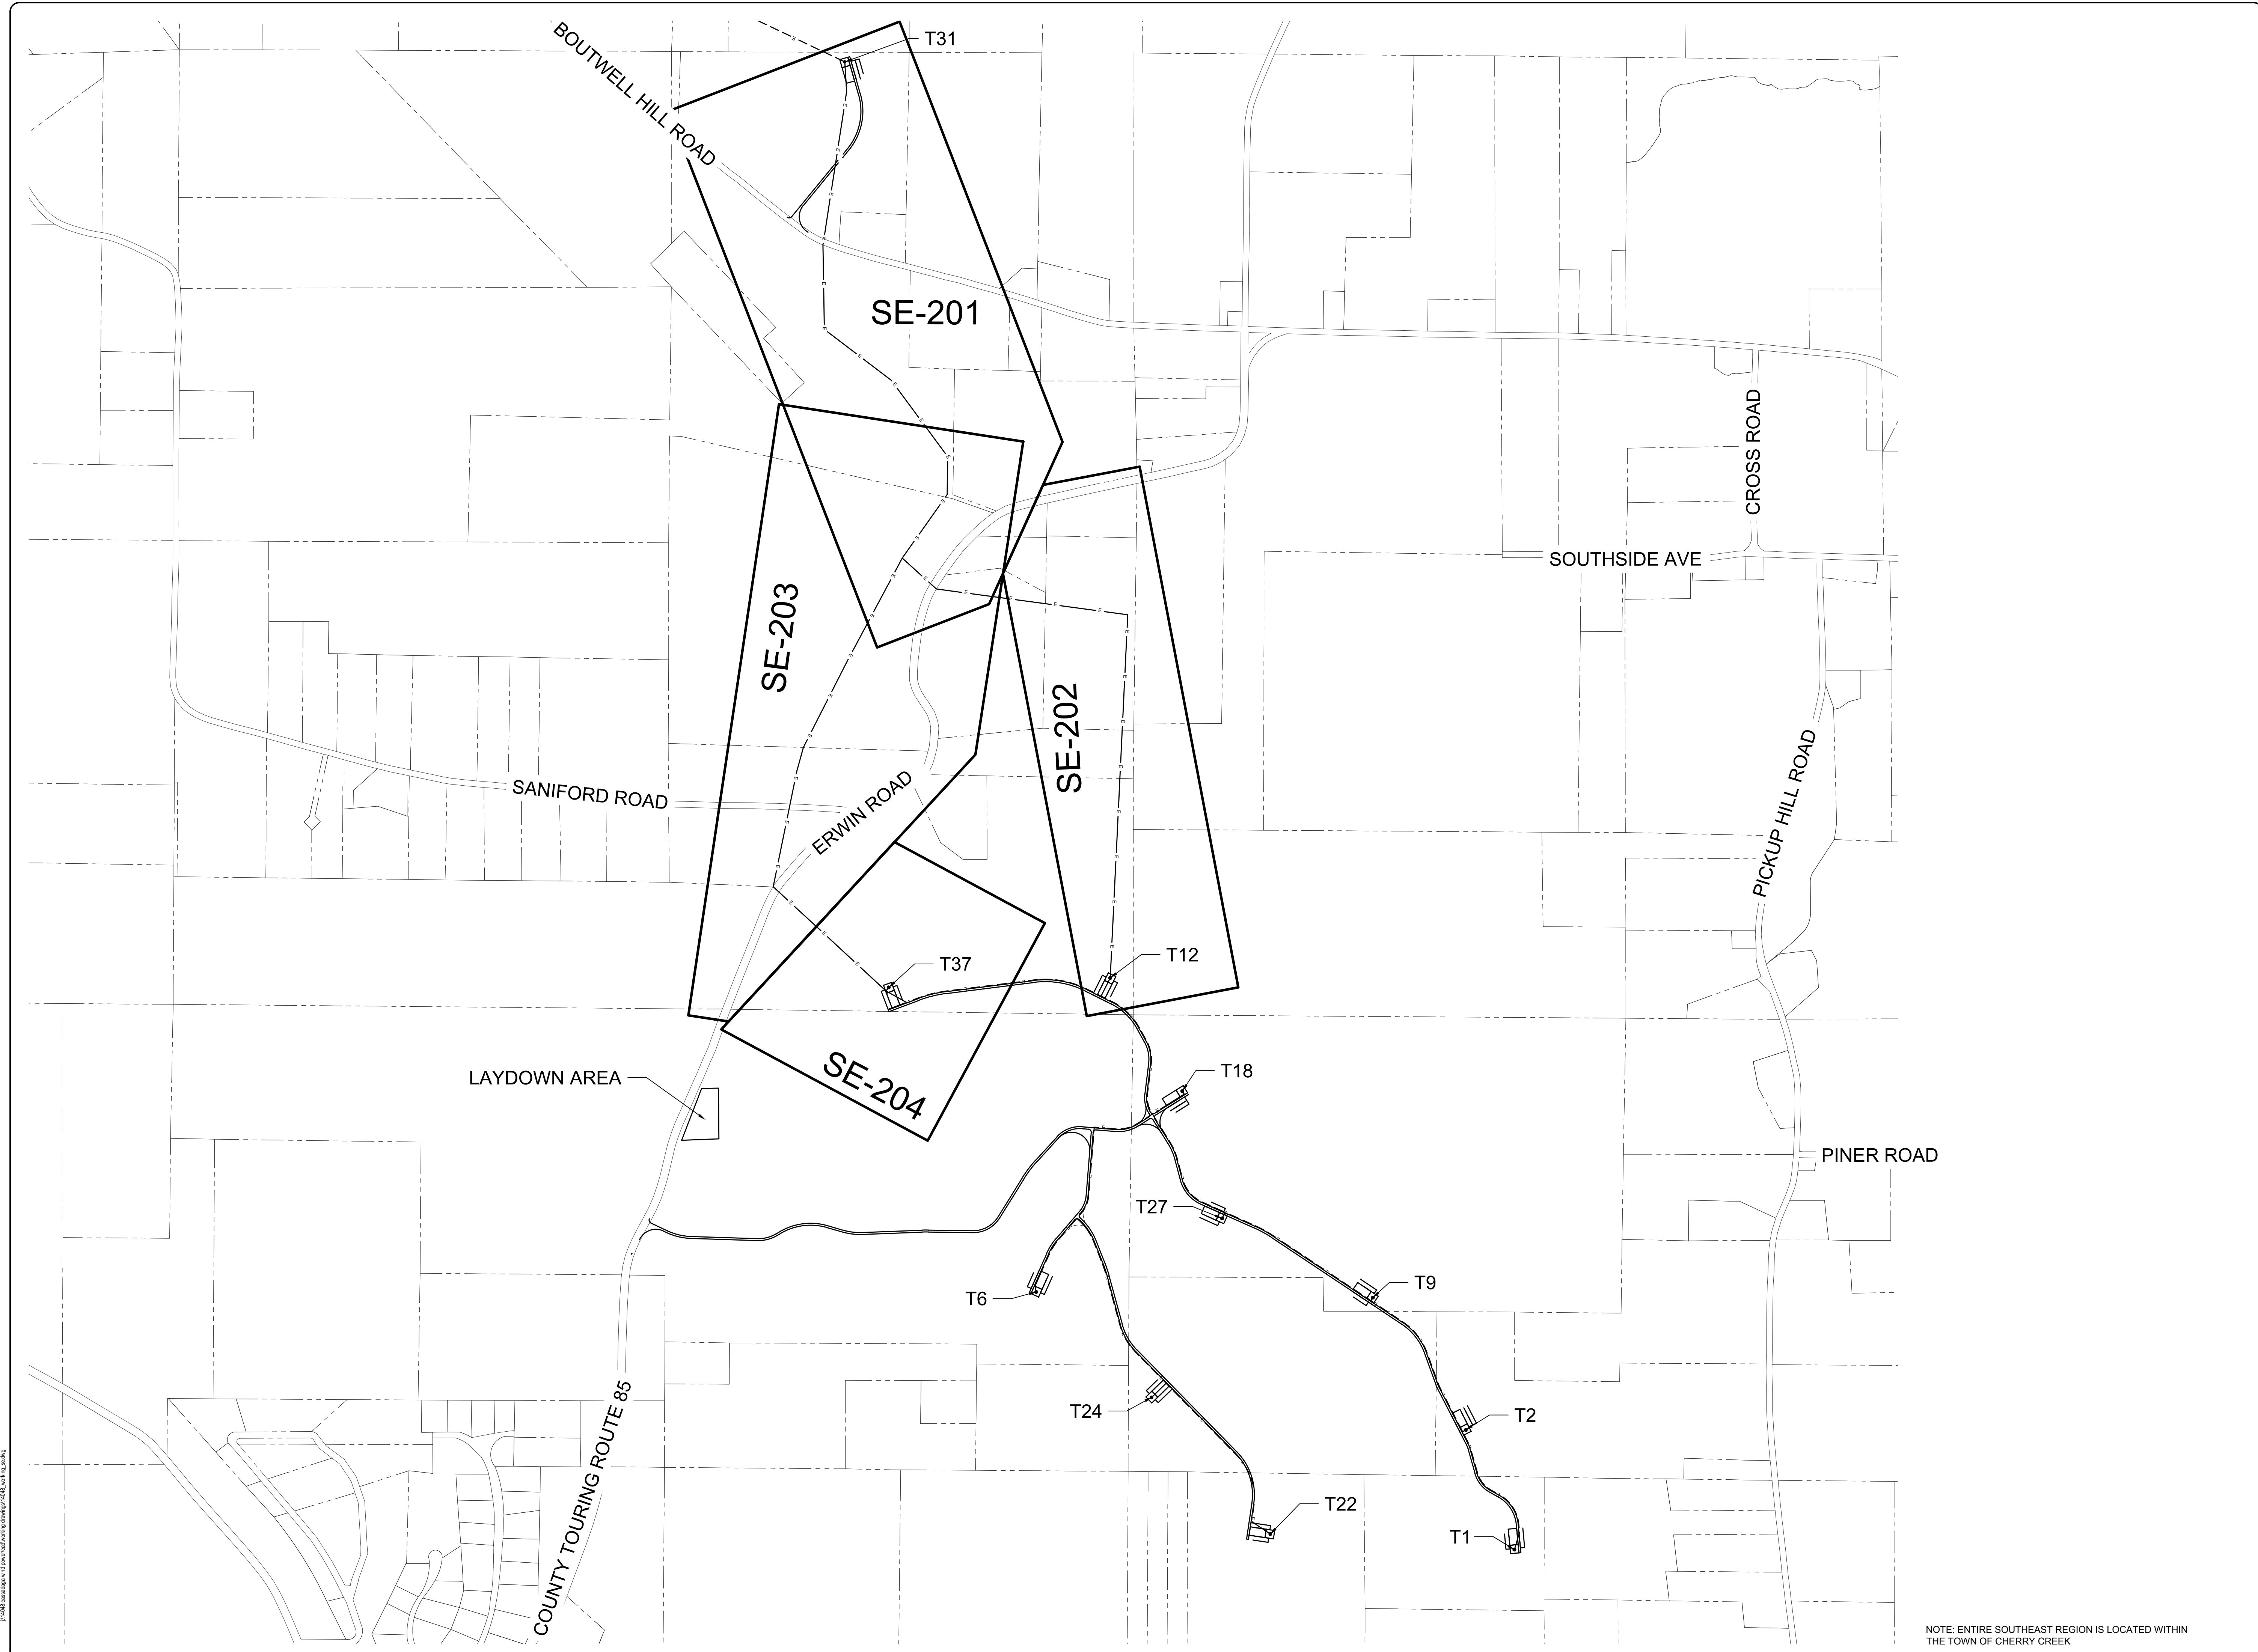 BOUTWELL HILL ROAD
T31
SE-201
CROSS ROAD
SOUTHSIDE AVE
SE-203
SE-202
SANIFORD ROAD
ERWIN ROAD
PICKUP HILL ROAD
T37
T12
LAYDOWN AREA
SE-204
T18
PINER ROAD
T27
T6
T9
T24
T2
COUNTY TOURING ROUTE 85
T22
T1
NOTE: ENTIRE SOUTHEAST REGION IS LOCATED WITHIN
THE TOWN OF CHERRY CREEK